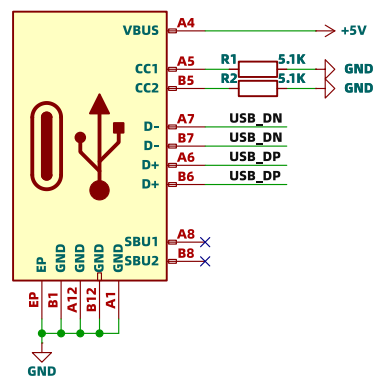 VBUS A4 +5V
CC1 A5 R1 5.1K GND
CC2 B5 R2 5.1K GND
D- A7 USB_DN
D- B7 USB_DN
D+ A6 USB_DP
D+ B6 USB_DP
SBU1 A8
SBU2 B8
EP GND GND GND GND
EP B1 A12 B12 A1
GND